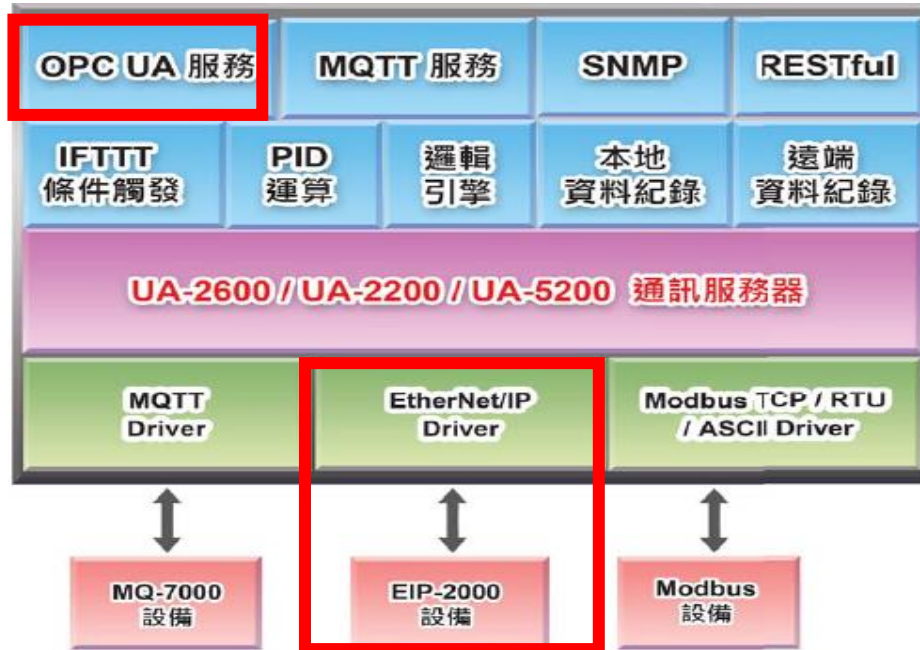 OPC UA 服務
MQTT 服務
SNMP
RESTful
IFTTT
條件觸發
PID
運算
邏輯
引擎
本地
資料紀錄
遠端
資料紀錄
UA-2600 / UA-2200 / UA-5200 通訊服務器
MQTT
Driver
EtherNet/IP
Driver
Modbus TCP / RTU
/ ASCII Driver
MQ-7000
設備
EIP-2000
設備
Modbus
設備